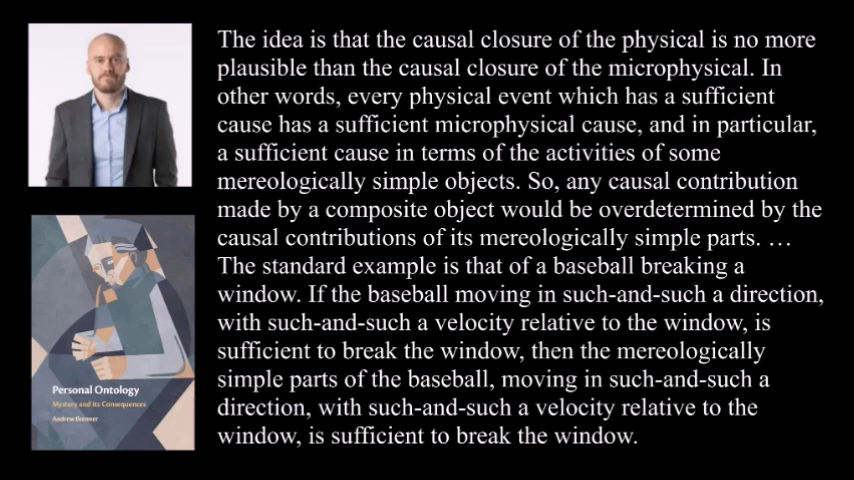 The idea is that the causal closure of the physical is no more
plausible than the causal closure of the microphysical. In
other words, every physical event which has a sufficient
cause has a sufficient microphysical cause, and in particular,
a sufficient cause in terms of the activities of some
mereologically simple objects. So, any causal contribution
made by a composite object would be overdetermined by the
causal contributions of its mereologically simple parts. …
The standard example is that of a baseball breaking a
window. If the baseball moving in such-and-such a direction,
with such-and-such a velocity relative to the window, is
sufficient to break the window, then the mereologically
simple parts of the baseball, moving in such-and-such a
direction, with such-and-such a velocity relative to the
window, is sufficient to break the window.
Personal Ontology
Mystery and its Consequences
Andrew Brenner